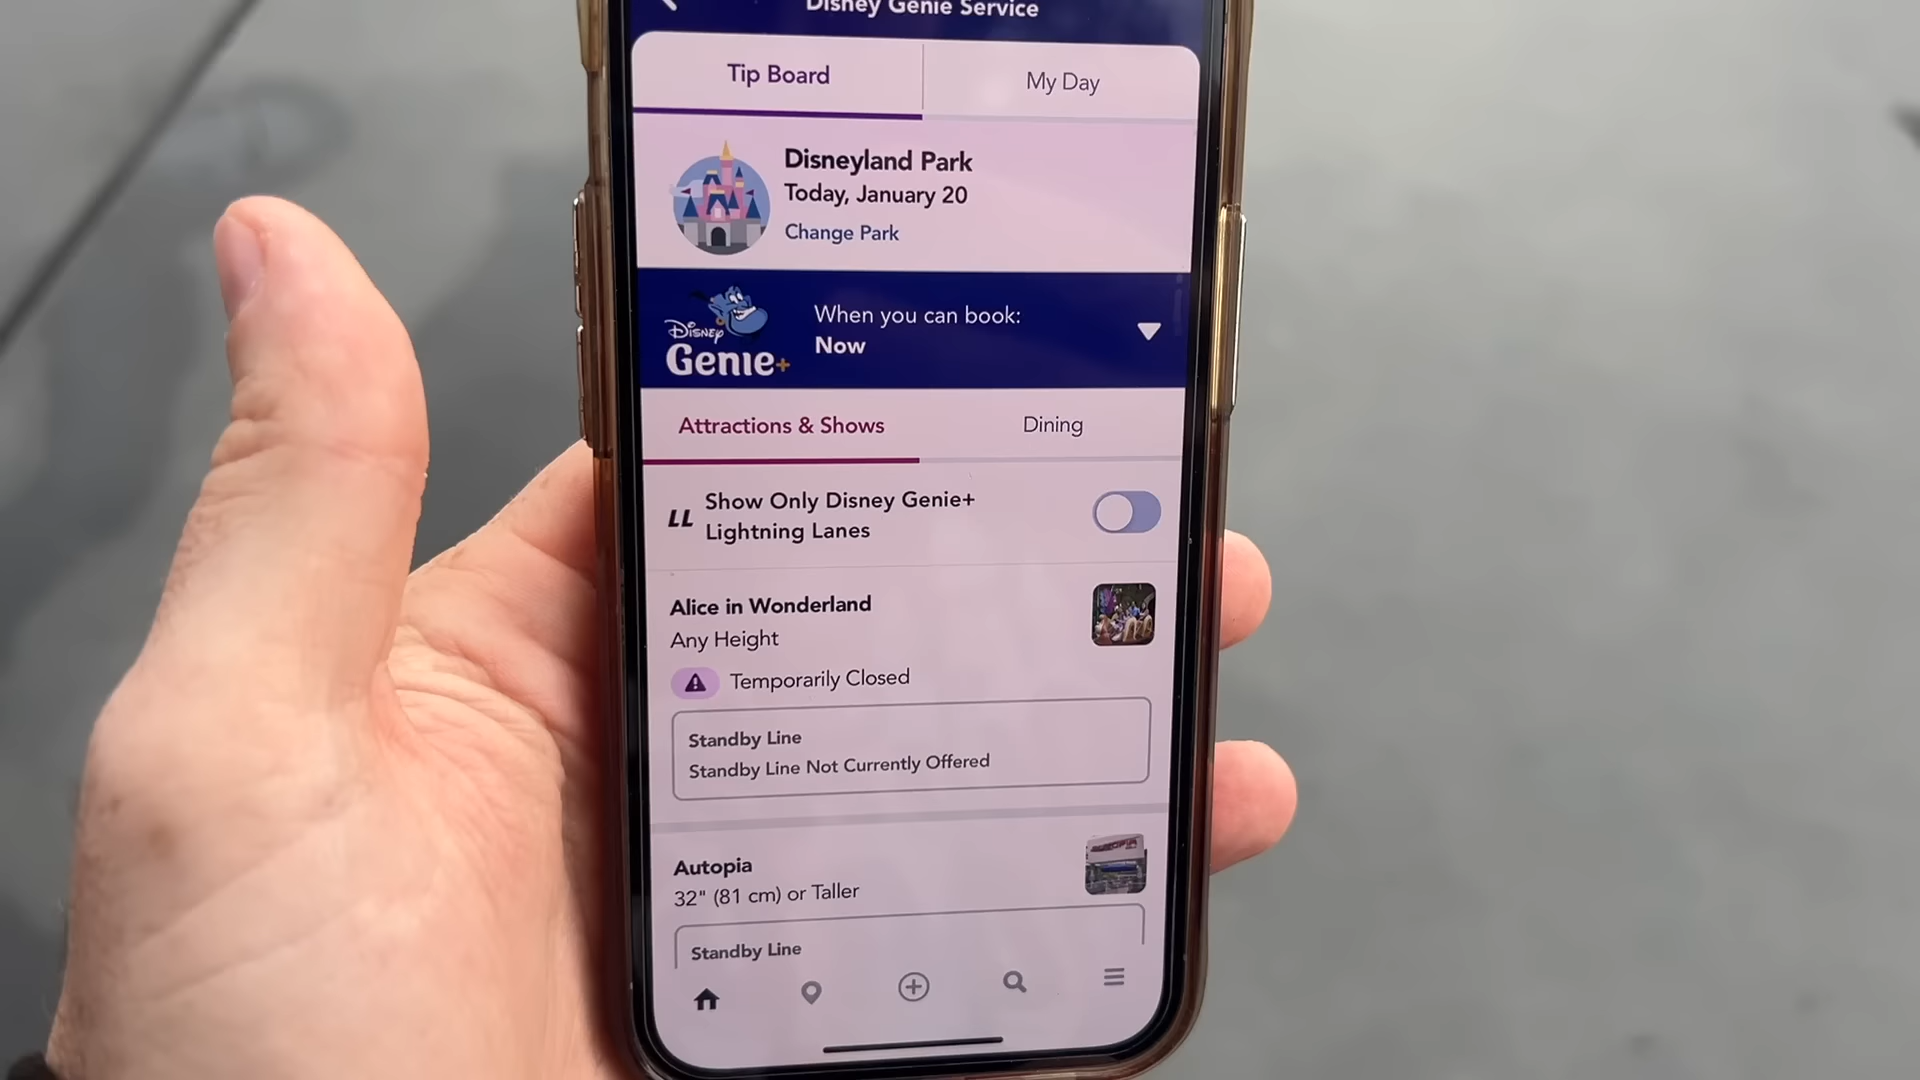 Disney Genie Service
Tip Board
My Day
Disneyland Park
Today, January 20
Change Park
Disney
Genie+
When you can book:
Now
Attractions & Shows
Dining
LL
Show Only Disney Genie+
Lightning Lanes
Alice in Wonderland
Any Height
Temporarily Closed
Standby Line
Standby Line Not Currently Offered
Autopia
32" (81 cm) or Taller
AUTOPIA
Standby Line